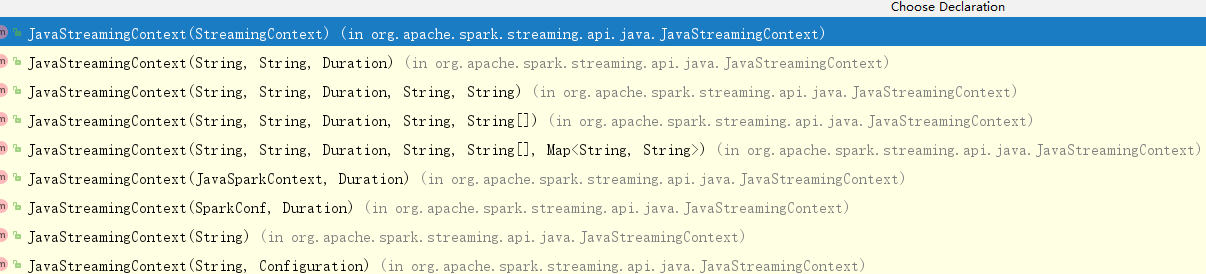 Choose Declaration
JavaStreamingContext(StreamingContext) (in org.apache.spark.streaming.api.java.JavaStreamingContext)
JavaStreamingContext(String, String, Duration) (in org.apache.spark.streaming.api.java.JavaStreamingContext)
JavaStreamingContext(String, String, Duration, String, String) (in org.apache.spark.streaming.api.java.JavaStreamingContext)
JavaStreamingContext(String, String, Duration, String, String[]) (in org.apache.spark.streaming.api.java.JavaStreamingContext)
JavaStreamingContext(String, String, Duration, String, String[], Map<String, String>) (in org.apache.spark.streaming.api.java.JavaStreamingContext)
JavaStreamingContext(JavaSparkContext, Duration) (in org.apache.spark.streaming.api.java.JavaStreamingContext)
JavaStreamingContext(SparkConf, Duration) (in org.apache.spark.streaming.api.java.JavaStreamingContext)
JavaStreamingContext(String) (in org.apache.spark.streaming.api.java.JavaStreamingContext)
JavaStreamingContext(String, Configuration) (in org.apache.spark.streaming.api.java.JavaStreamingContext)